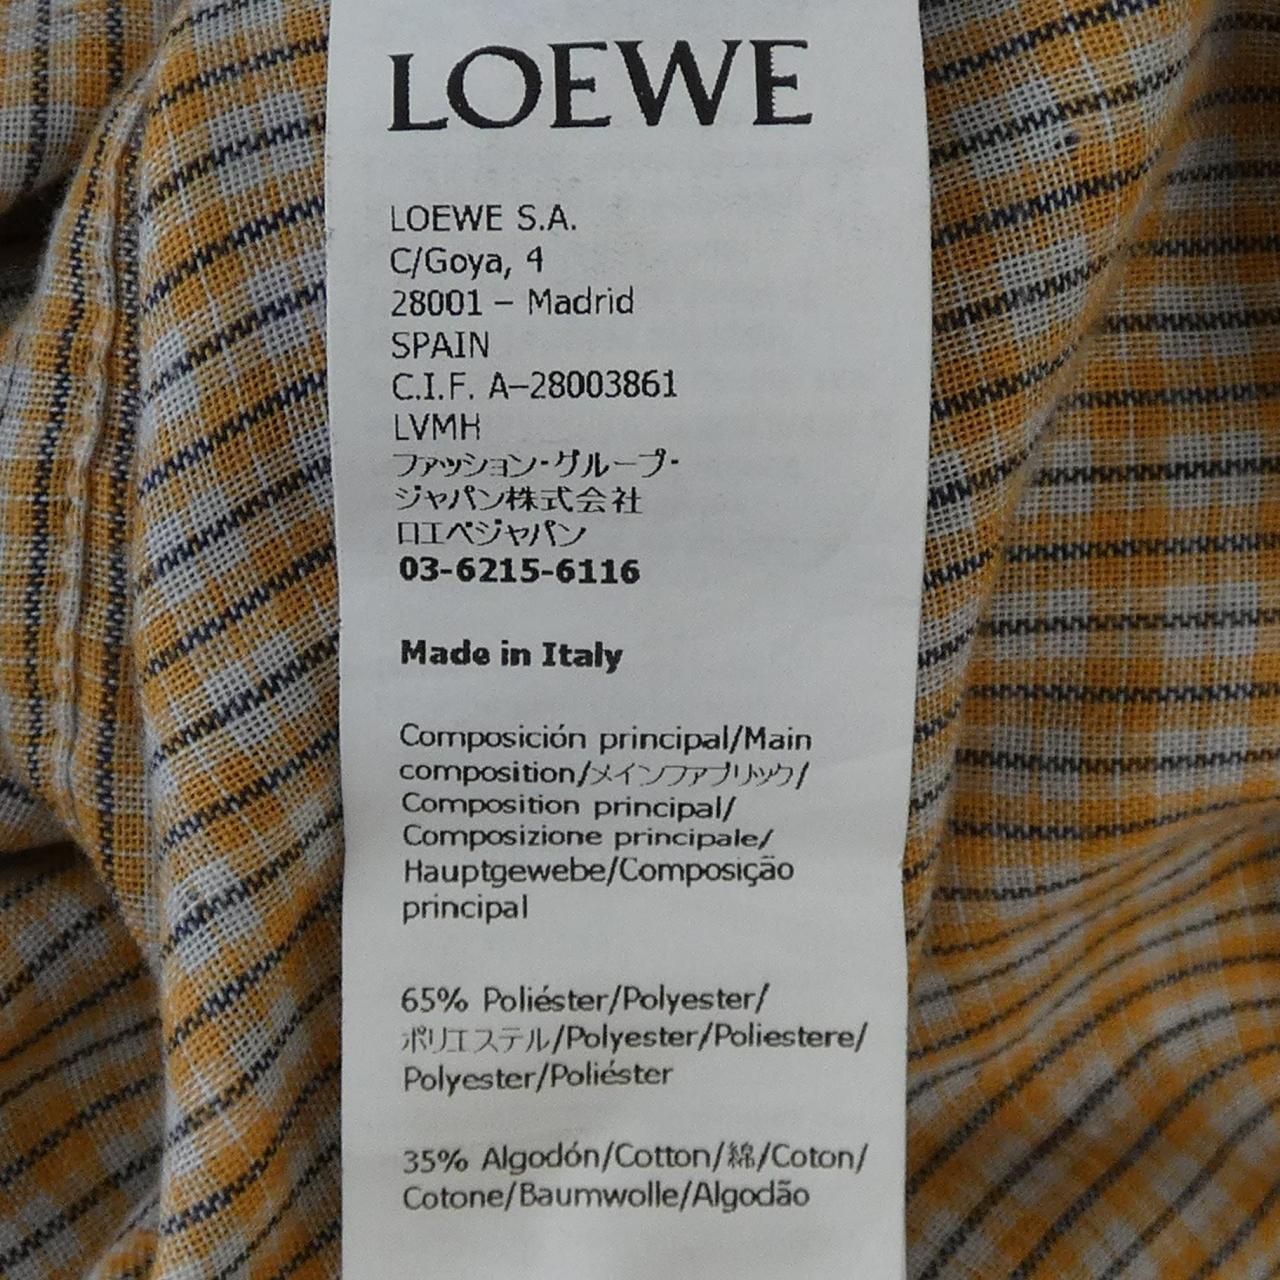 LOEWE
LOEWE S.A.
C/Goya, 4
28001 – Madrid
SPAIN
C.I.F. A–28003861
LVMH
ファッション·グループ·
ジャパン株式会社
ロエベジャパン
03-6215-6116
Made in Italy
Composición principal/Main
composition/メインファブリック/
Composition principal/
Composizione principale/
Hauptgewebe/Composição
principal
65% Poliéster/Polyester/
ポリエステル/Polyester/Poliestere/
Polyester/Poliéster
35% Algodón/Cotton/綿/Coton/
Cotone/Baumwolle/Algodão